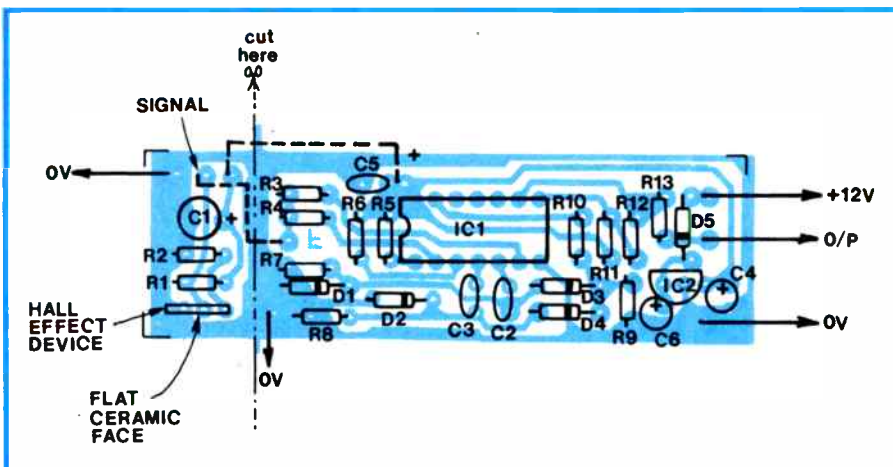 cut
here
SIGNAL
+
0V
C5
R3
R13
C1
+
R4
R6
R5
R10
R12
+12V
IC1
D5
R2
O/P
R11
R7
R1
D1
D3
IC2
C4
+
HALL
EFFECT
DEVICE
D2
+
0V
R8
C3
C2
D4
R9
C6
0V
FLAT
CERAMIC
FACE